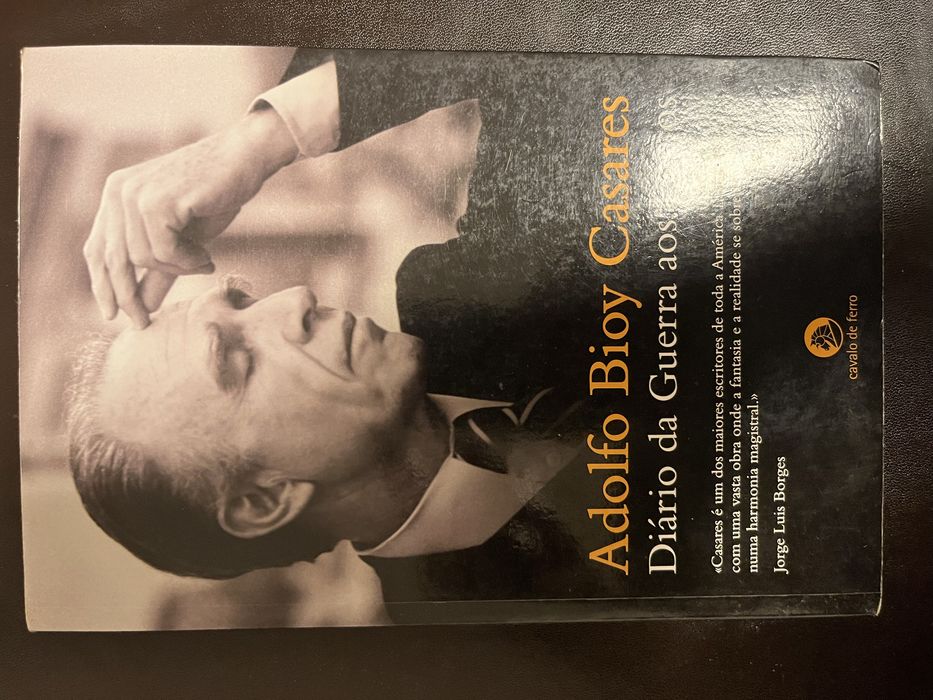 Adolfo Bioy Casares
Diário da Guerra aos
«Casares é um dos maiores escritores de toda a América
com uma vasta obra onde a fantasia e a realidade se
numa harmonia magistral.»
Jorge Luis Borges
cavalo de ferro